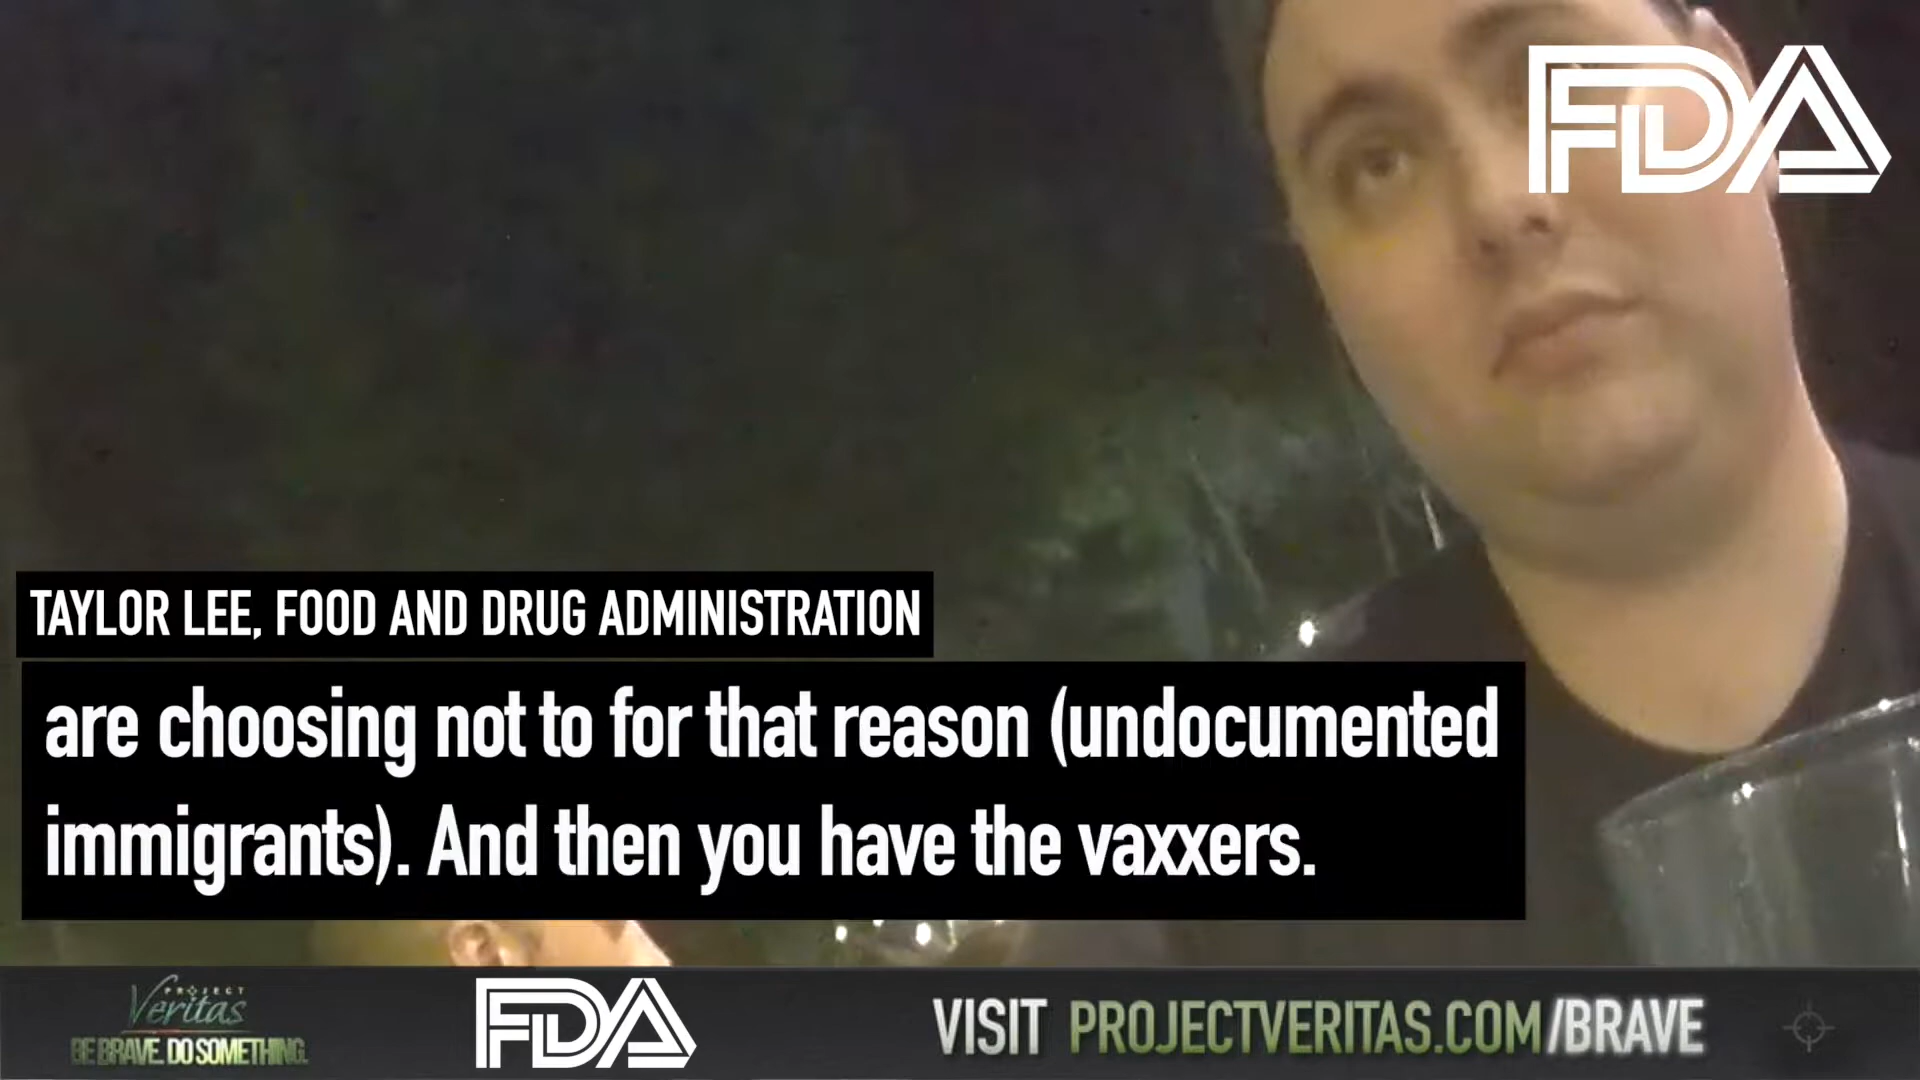 FDA
TAYLOR LEE, FOOD AND DRUG ADMINISTRATION
are choosing not to for that reason (undocumented
immigrants). And then you have the vaxxers.
PROJECT
Veritas
BE BRAVE. DO SOMETHING.
FDA
VISIT PROJECTVERITAS.COM/BRAVE